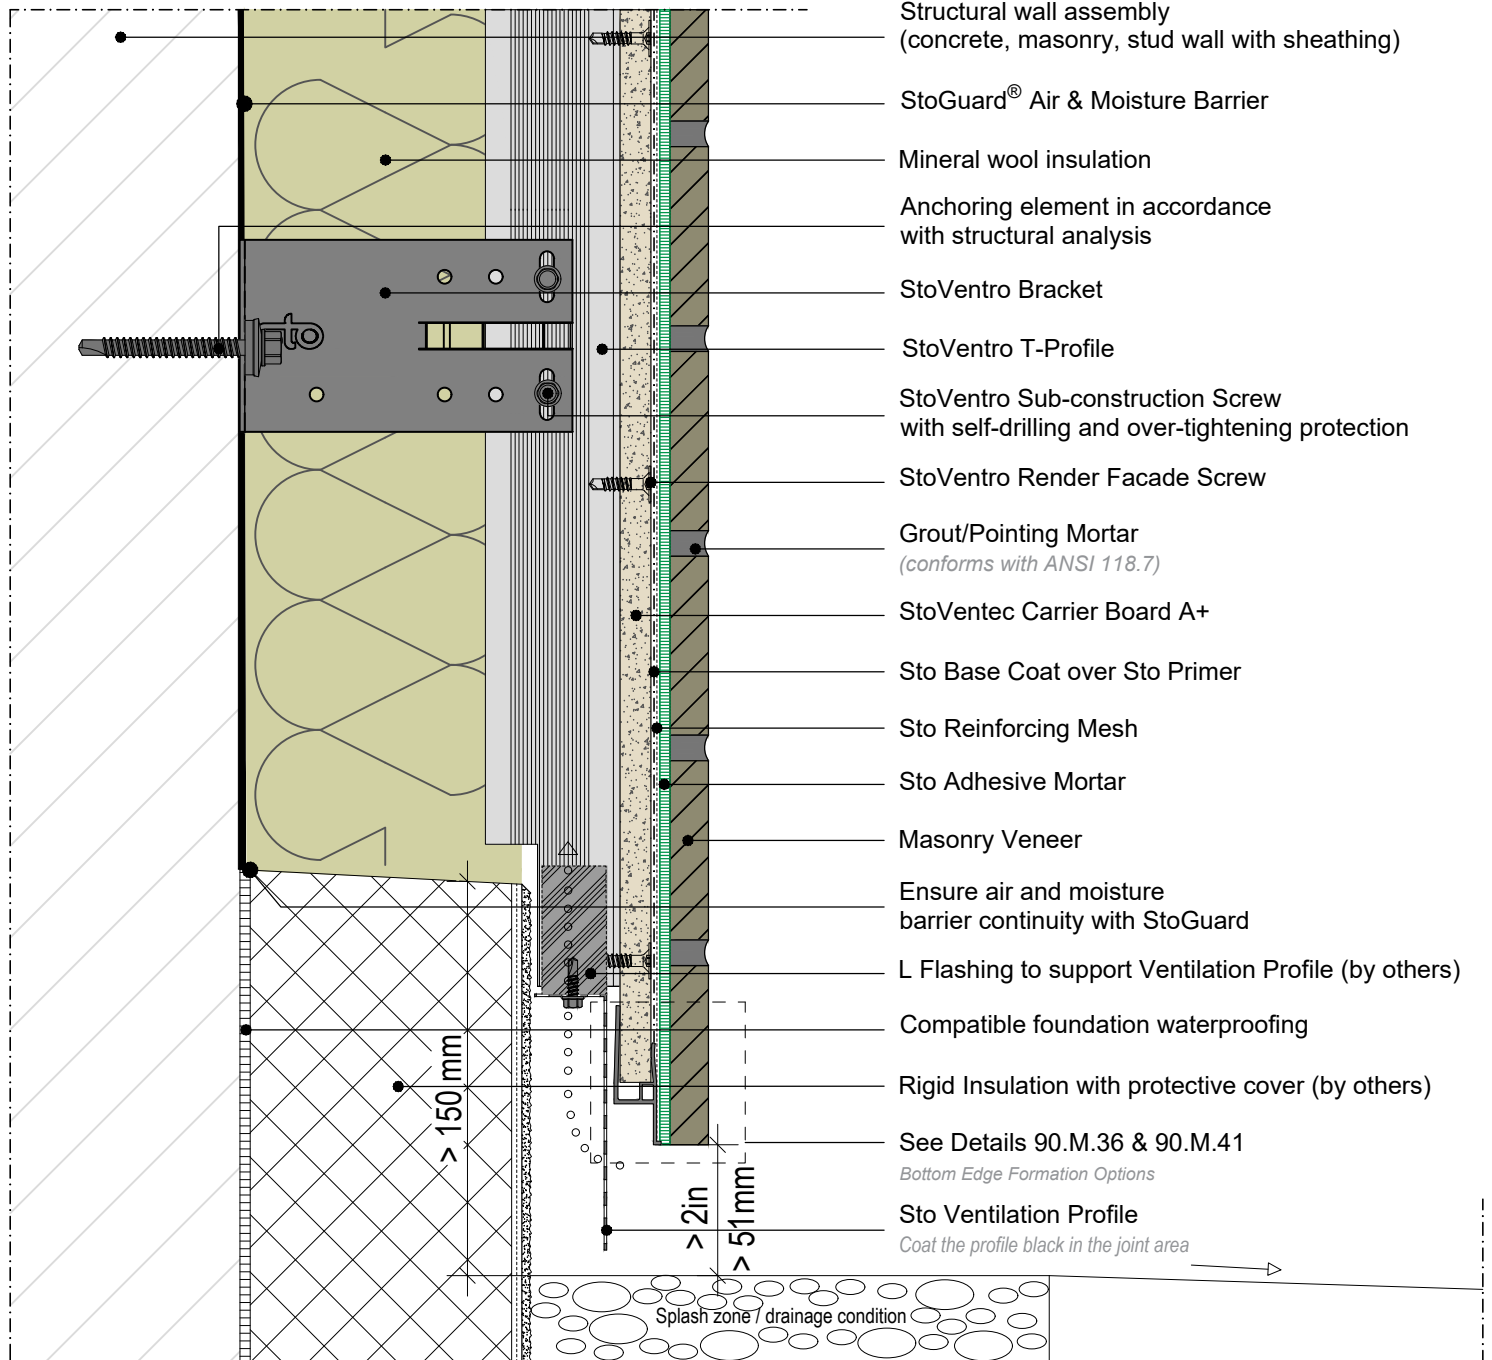 Structural wall assembly
(concrete, masonry, stud wall with sheathing)
StoGuard® Air & Moisture Barrier
Mineral wool insulation
Anchoring element in accordance
with structural analysis
StoVentro Bracket
StoVentro T-Profile
StoVentro Sub-construction Screw
with self-drilling and over-tightening protection
StoVentro Render Facade Screw
Grout/Pointing Mortar
(conforms with ANSI 118.7)
StoVentec Carrier Board A+
Sto Base Coat over Sto Primer
Sto Reinforcing Mesh
Sto Adhesive Mortar
Masonry Veneer
Ensure air and moisture
barrier continuity with StoGuard
L Flashing to support Ventilation Profile (by others)
Compatible foundation waterproofing
Rigid Insulation with protective cover (by others)
See Details 90.M.36 & 90.M.41
Bottom Edge Formation Options
Sto Ventilation Profile
Coat the profile black in the joint area
> 150 mm
> 2in
> 51mm
Splash zone / drainage condition
sto